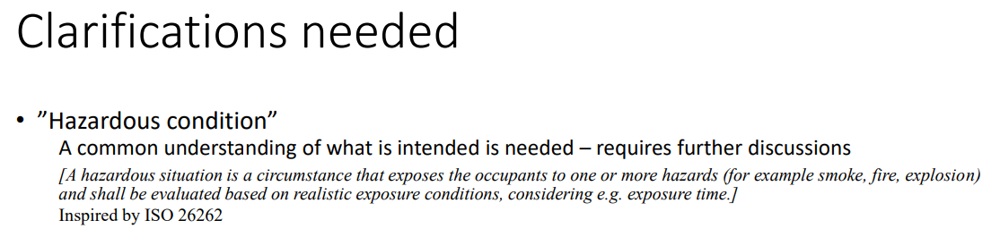 Clarifications needed
• ”Hazardous condition”
A common understanding of what is intended is needed – requires further discussions
[A hazardous situation is a circumstance that exposes the occupants to one or more hazards (for example smoke, fire, explosion)
and shall be evaluated based on realistic exposure conditions, considering e.g. exposure time.]
Inspired by ISO 26262